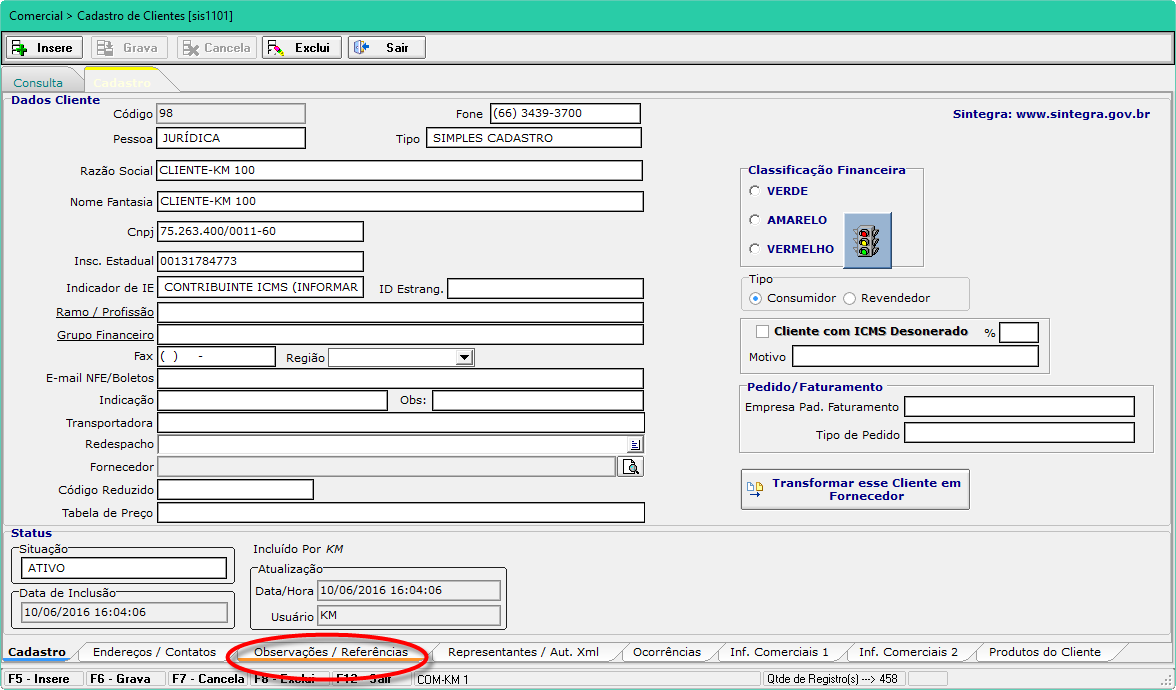 Comercial > Cadastro de Clientes [sis1101]
Insere Grava Cancela Exclui Sair
Consulta Cadastro
Dados Cliente
Código 98 Fone (66) 3439-3700 Sintegra: www.sintegra.gov.br
Pessoa JURÍDICA Tipo SIMPLES CADASTRO
Razão Social CLIENTE-KM 100
Nome Fantasia CLIENTE-KM 100
Cnpj 75.263.400/0011-60
Insc. Estadual 00131784773
Indicador de IE CONTRIBUINTE ICMS (INFORMAR ID Estrang.
Ramo / Profissão
Grupo Financeiro
Fax ( ) - Região
E-mail NFE/Boletos
Indicação Obs:
Transportadora
Redespacho
Fornecedor
Código Reduzido
Tabela de Preço
Classificação Financeira
VERDE
AMARELO
VERMELHO
Tipo
Consumidor Revendedor
Cliente com ICMS Desonerado %
Motivo
Pedido/Faturamento
Empresa Pad. Faturamento
Tipo de Pedido
Transformar esse Cliente em
Fornecedor
Status
Situação
ATIVO
Data de Inclusão
10/06/2016 16:04:06
Incluído Por KM
Atualização
Data/Hora 10/06/2016 16:04:06
Usuário KM
Cadastro Endereços / Contatos Observações / Referências Representantes / Aut. Xml Ocorrências Inf. Comerciais 1 Inf. Comerciais 2 Produtos do Cliente
F5 - Insere F6 - Grava F7 - Cancela F8 - Exclui F12 - Sair COM-KM 1 Qtde de Registro(s) ---> 458